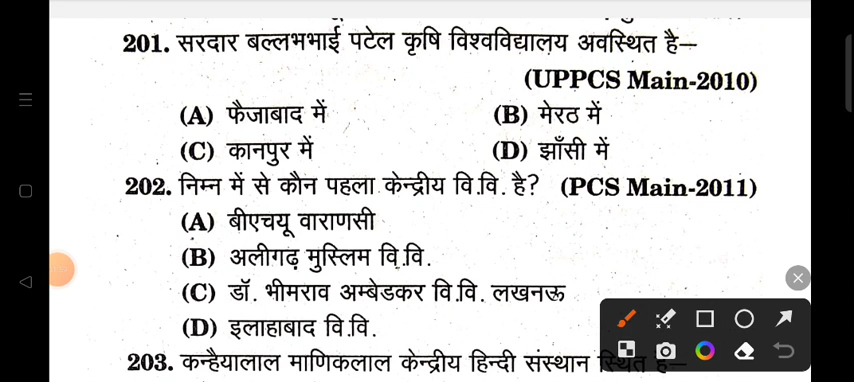 201. सरदार बल्लभभाई पटेल कृषि विश्वविद्यालय अवस्थित है–
(UPPCS Main-2010)
(A) फैजाबाद में (B) मेरठ में
(C) कानपुर में (D) झाँसी में
202. निम्न में से कौन पहला केन्द्रीय वि.वि. है? (PCS Main-2011)
(A) बीएचयू वाराणसी
(B) अलीगढ़ मुस्लिम वि.वि.
(C) डॉ. भीमराव अम्बेडकर वि.वि. लखनऊ
(D) इलाहाबाद वि.वि.
203. कन्हैयालाल माणिकलाल केन्द्रीय हिन्दी संस्थान स्थित है–